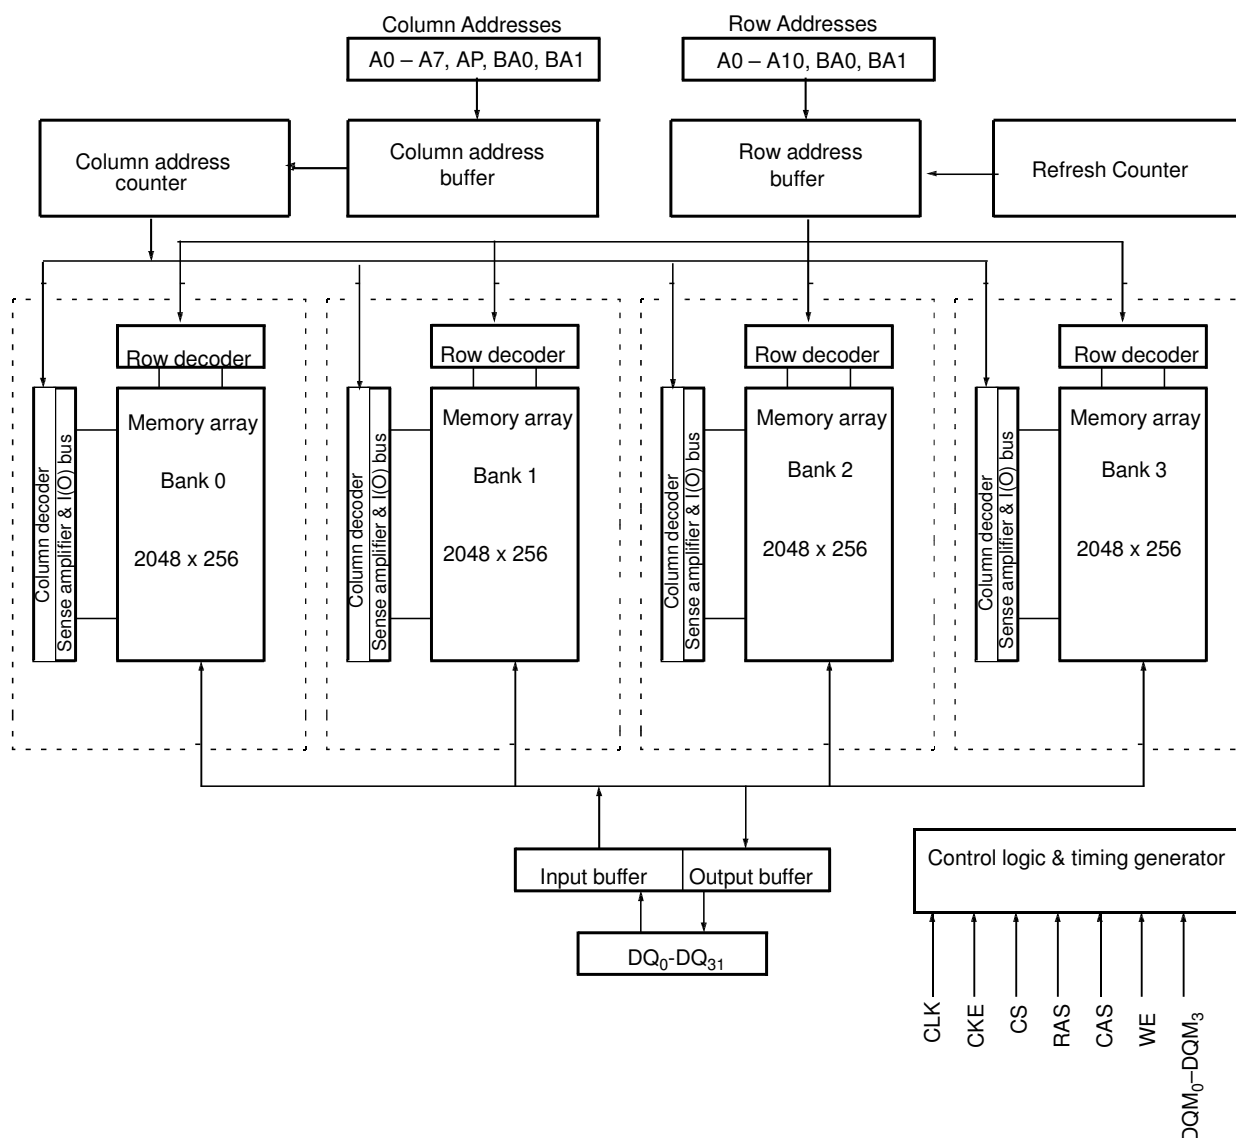 Column Addresses
Row Addresses
A0 – A7, AP, BA0, BA1
A0 – A10, BA0, BA1
Column address
counter
Column address
buffer
Row address
buffer
Refresh Counter
Row decoder
Row decoder
Row decoder
Row decoder
Column decoder
Sense amplifier & I(O) bus
Memory array
Bank 0
2048 x 256
Column decoder
Sense amplifier & I(O) bus
Memory array
Bank 1
2048 x 256
Column decoder
Sense amplifier & I(O) bus
Memory array
Bank 2
2048 x 256
Column decoder
Sense amplifier & I(O) bus
Memory array
Bank 3
2048 x 256
Input buffer
Output buffer
DQ0-DQ31
Control logic & timing generator
CLK
CKE
CS
RAS
CAS
WE
DQM0–DQM3